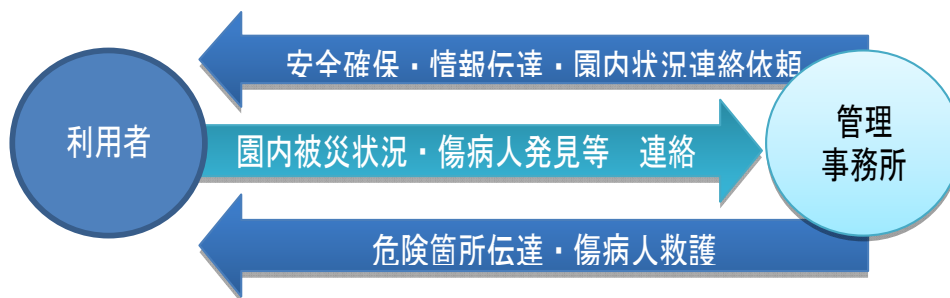 安全確保・情報伝達・園内状況連絡依頼
利用者
園内被災状況・傷病人発見等　連絡
管理
事務所
危険箇所伝達・傷病人救護